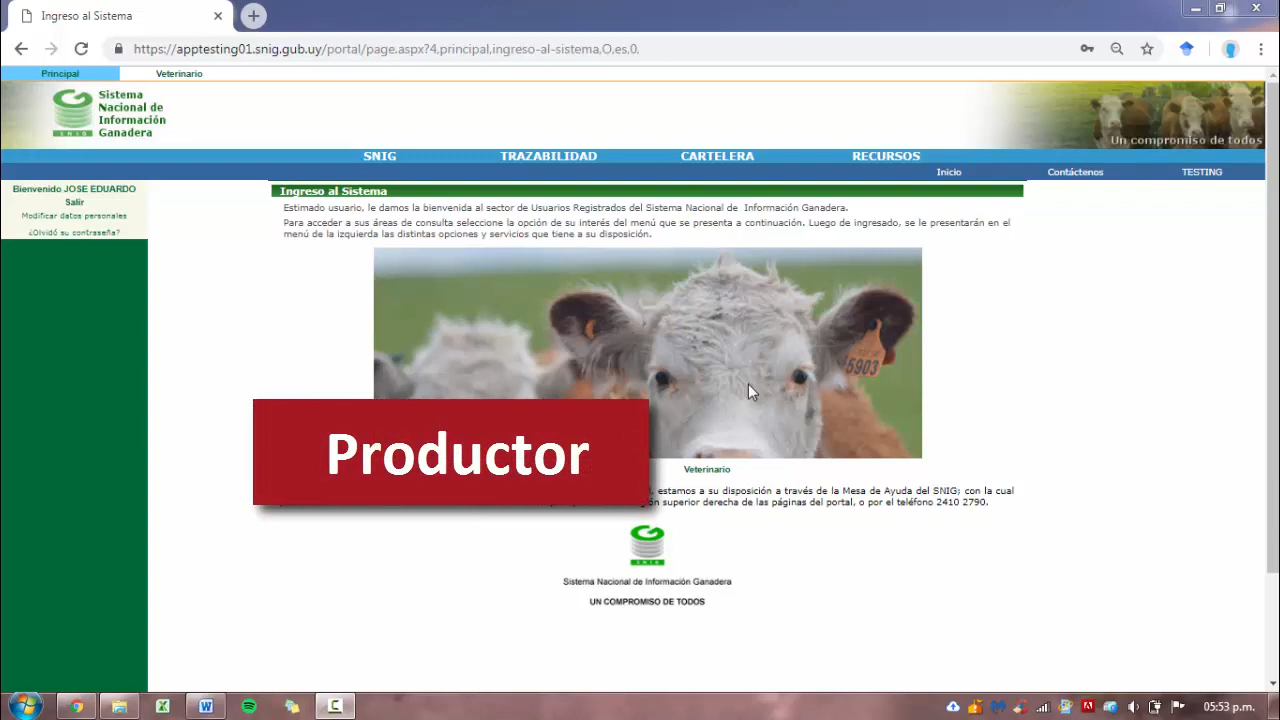 Ingreso al Sistema
https://apptesting01.snig.gub.uy/portal/page.aspx?4,principal,ingreso-al-sistema,O,es,0,
Principal
Veterinario
Sistema
Nacional de
Información
Ganadera
SNIG
Un compromiso de todos
SNIG
TRAZABILIDAD
CARTELERA
RECURSOS
Inicio
Contáctenos
TESTING
Bienvenido JOSE EDUARDO
Salir
Modificar datos personales
¿Olvidó su contraseña?
Ingreso al Sistema
Estimado usuario, le damos la bienvenida al sector de Usuarios Registrados del Sistema Nacional de Información Ganadera.
Para acceder a sus áreas de consulta seleccione la opción de su interés del menú que se presenta a continuación. Luego de ingresado, se le presentarán en el
menú de la izquierda las distintas opciones y servicios que tiene a su disposición.
5903
Productor
Veterinario
, estamos a su disposición a través de la Mesa de Ayuda del SNIG; con la cual
superior derecha de las páginas del portal, o por el teléfono 2410 2790.
SNIG
Sistema Nacional de Información Ganadera
UN COMPROMISO DE TODOS
05:53 p.m.